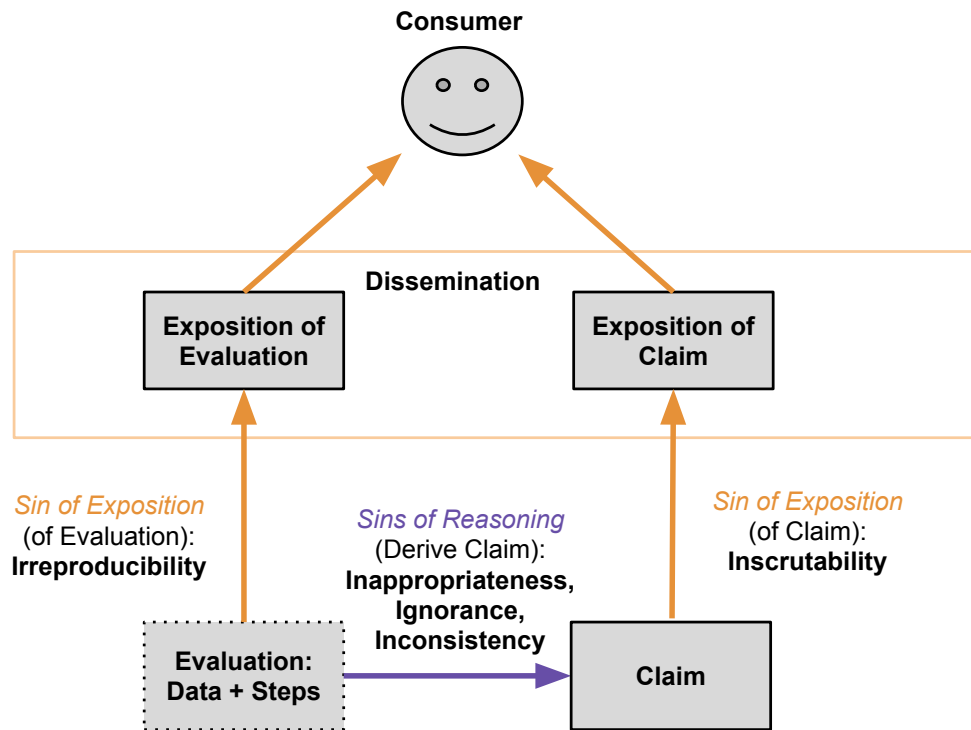 Consumer
Dissemination
Exposition of
Evaluation
Exposition of
Claim
Sin of Exposition
(of Evaluation):
Irreproducibility
Sins of Reasoning
(Derive Claim):
Inappropriateness,
Ignorance,
Inconsistency
Sin of Exposition
(of Claim):
Inscrutability
Evaluation:
Data + Steps
Claim